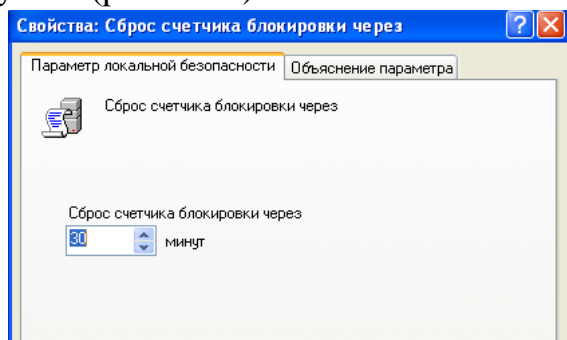 Свойства: Сброс счетчика блокировки через
Параметр локальной безопасности Объяснение параметра
Сброс счетчика блокировки через
Сброс счетчика блокировки через
30 минут